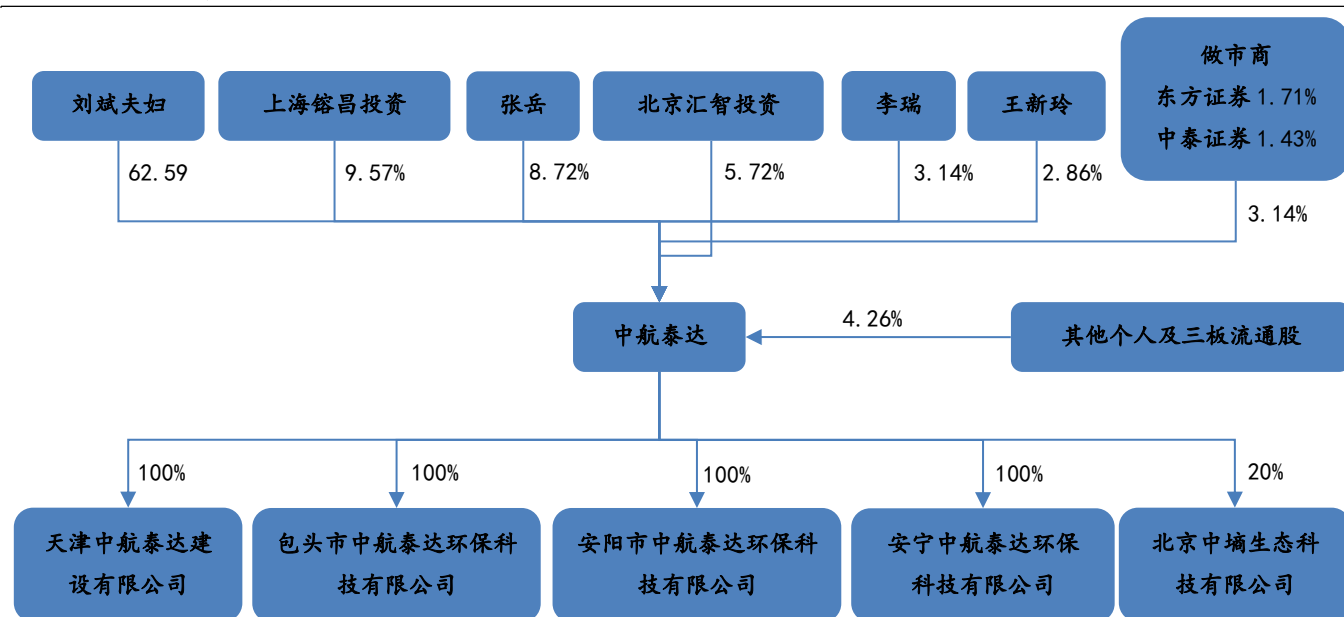 做市商
东方证券 1.71%
中泰证券 1.43%
刘斌夫妇
上海镕昌投资
张岳
北京汇智投资
李瑞
王新玲
62.59
9.57%
8.72%
5.72%
3.14%
2.86%
3.14%
中航泰达
4.26%
其他个人及三板流通股
100%
100%
100%
100%
20%
天津中航泰达建
设有限公司
包头市中航泰达环保科
技有限公司
安阳市中航泰达环保科
技有限公司
安宁中航泰达环保
科技有限公司
北京中墒生态科
技有限公司